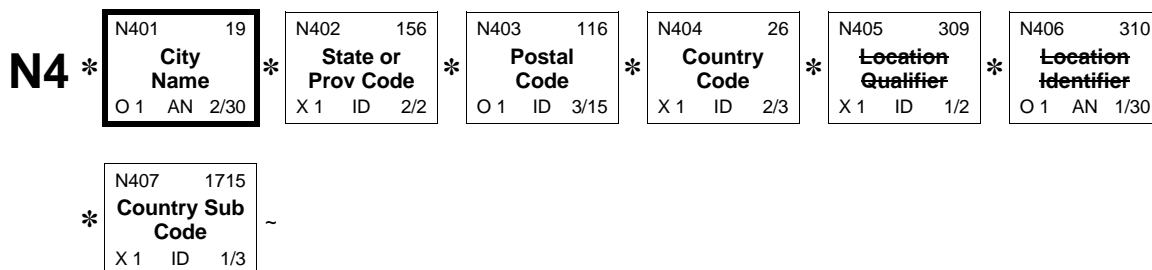 N401 19 N402 156 N403 116 N404 26 N405 309 N406 310
N4 * City Name * State or Prov Code * Postal Code * Country Code * Location Qualifier * Location Identifier
O 1 AN 2/30 X 1 ID 2/2 O 1 ID 3/15 X 1 ID 2/3 X 1 ID 1/2 O 1 AN 1/30
N407 1715
* Country Sub Code ~
X 1 ID 1/3